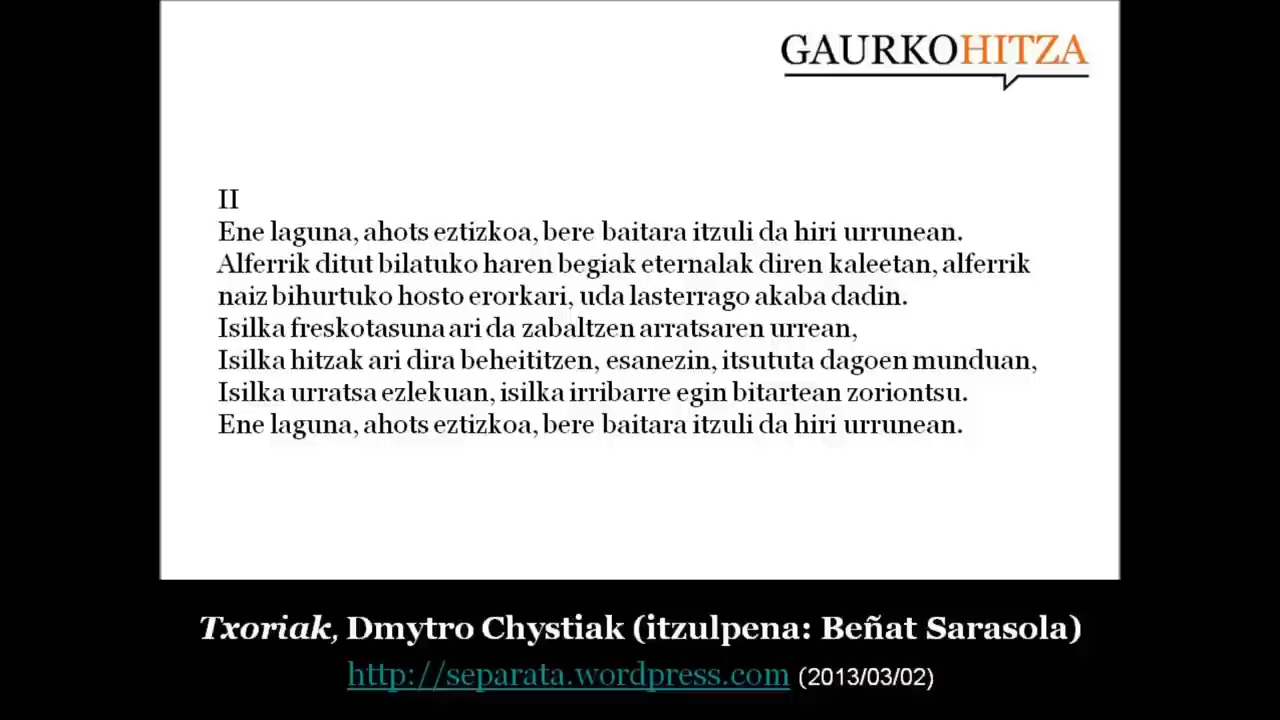 GAURKOHITZA
II
Ene laguna, ahots eztizkoa, bere baitara itzuli da hiri urrunean.
Alferrik ditut bilatuko haren begiak eternalak diren kaleetan, alferrik
naiz bihurtuko hosto erorkari, uda lasterrago akaba dadin.
Isilka freskotasuna ari da zabaltzen arratsaren urrean,
Isilka hitzak ari dira beheititzen, esanezin, itsututa dagoen munduan,
Isilka urratsa ezlekuan, isilka irribarre egin bitartean zoriontsu.
Ene laguna, ahots eztizkoa, bere baitara itzuli da hiri urrunean.
Txoriak, Dmytro Chystiak (itzulpena: Beñat Sarasola)
http://separata.wordpress.com (2013/03/02)